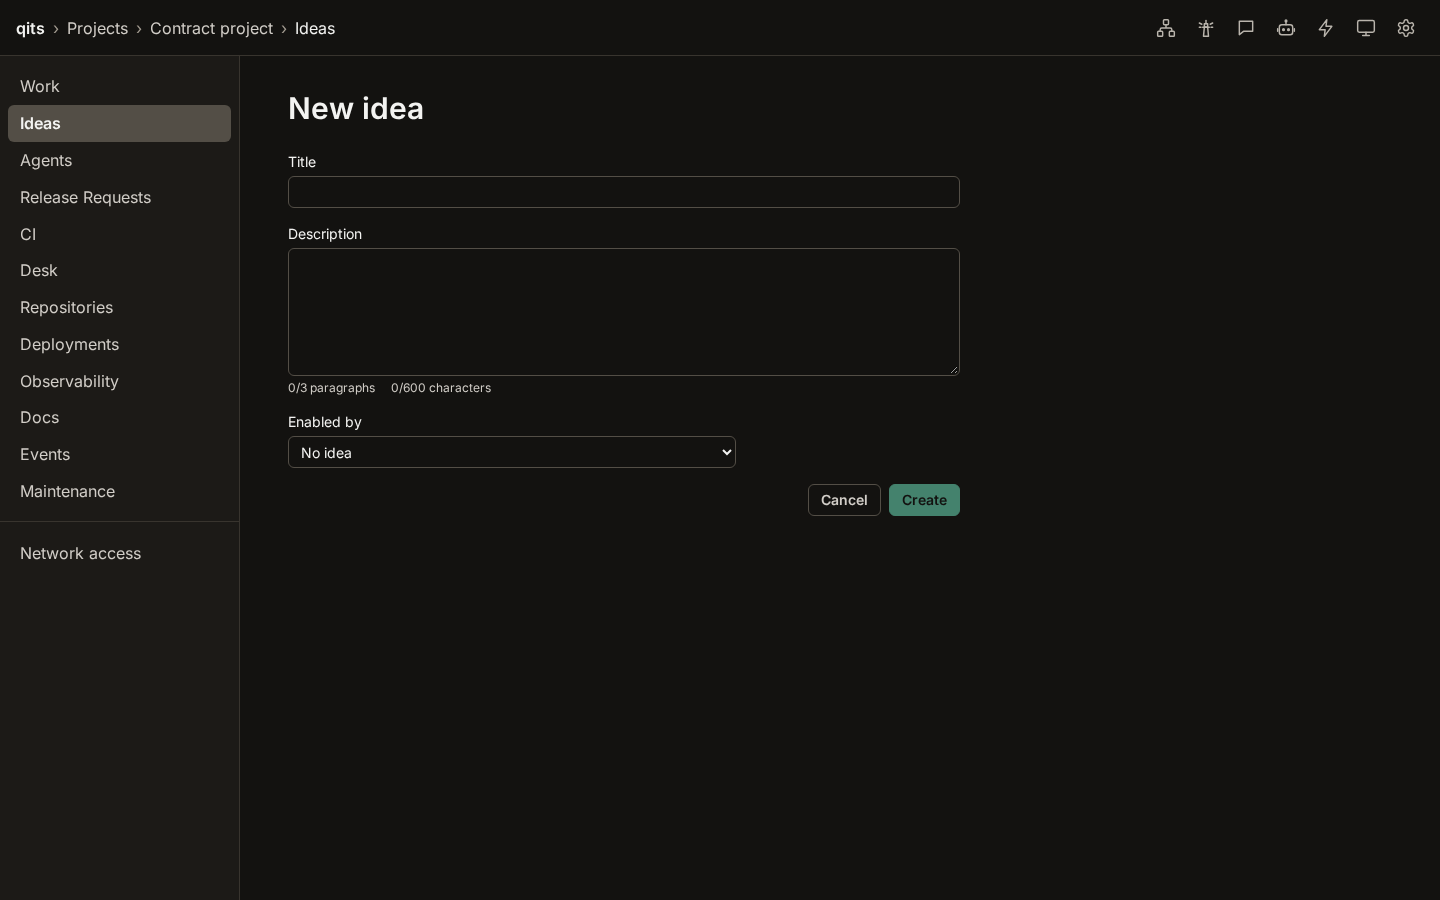 qits › Projects › Contract project › Ideas
Work
Ideas
Agents
Release Requests
CI
Desk
Repositories
Deployments
Observability
Docs
Events
Maintenance
Network access
New idea
Title
Description
0/3 paragraphs 0/600 characters
Enabled by
No idea
Cancel Create